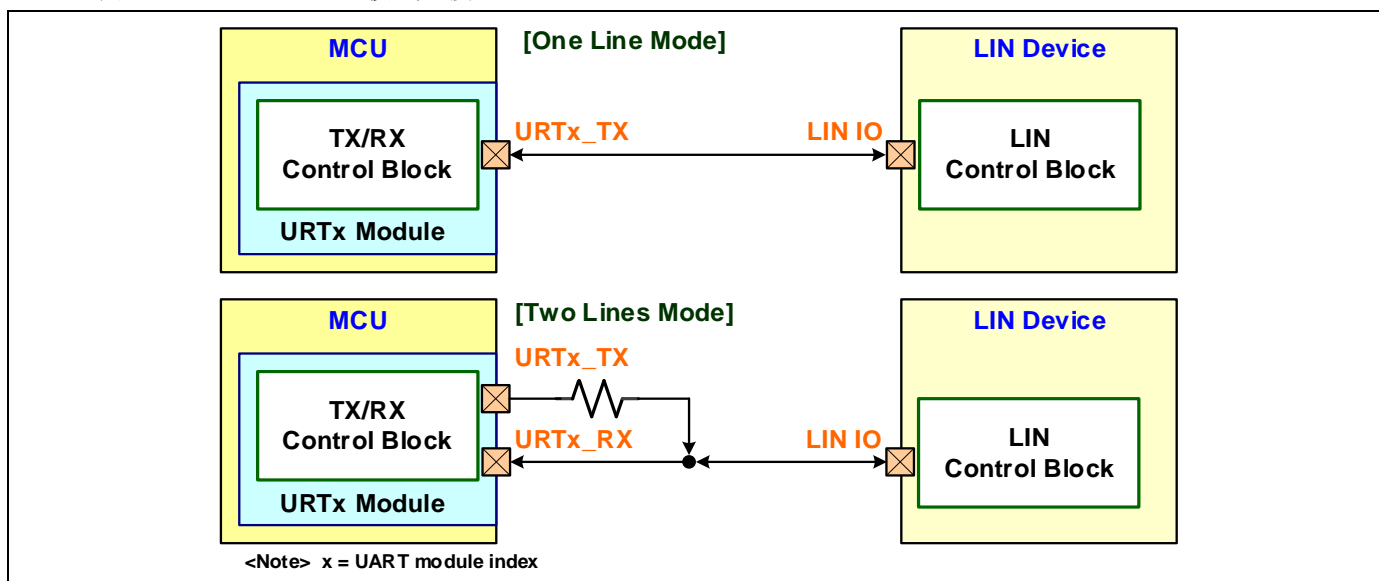 [One Line Mode]
MCU
LIN Device
TX/RX
Control Block
URTx Module
URTx_TX
LIN IO
LIN
Control Block
[Two Lines Mode]
MCU
LIN Device
URTx_TX
TX/RX
Control Block
URTx_RX
URTx Module
LIN IO
LIN
Control Block
<Note> x = UART module index